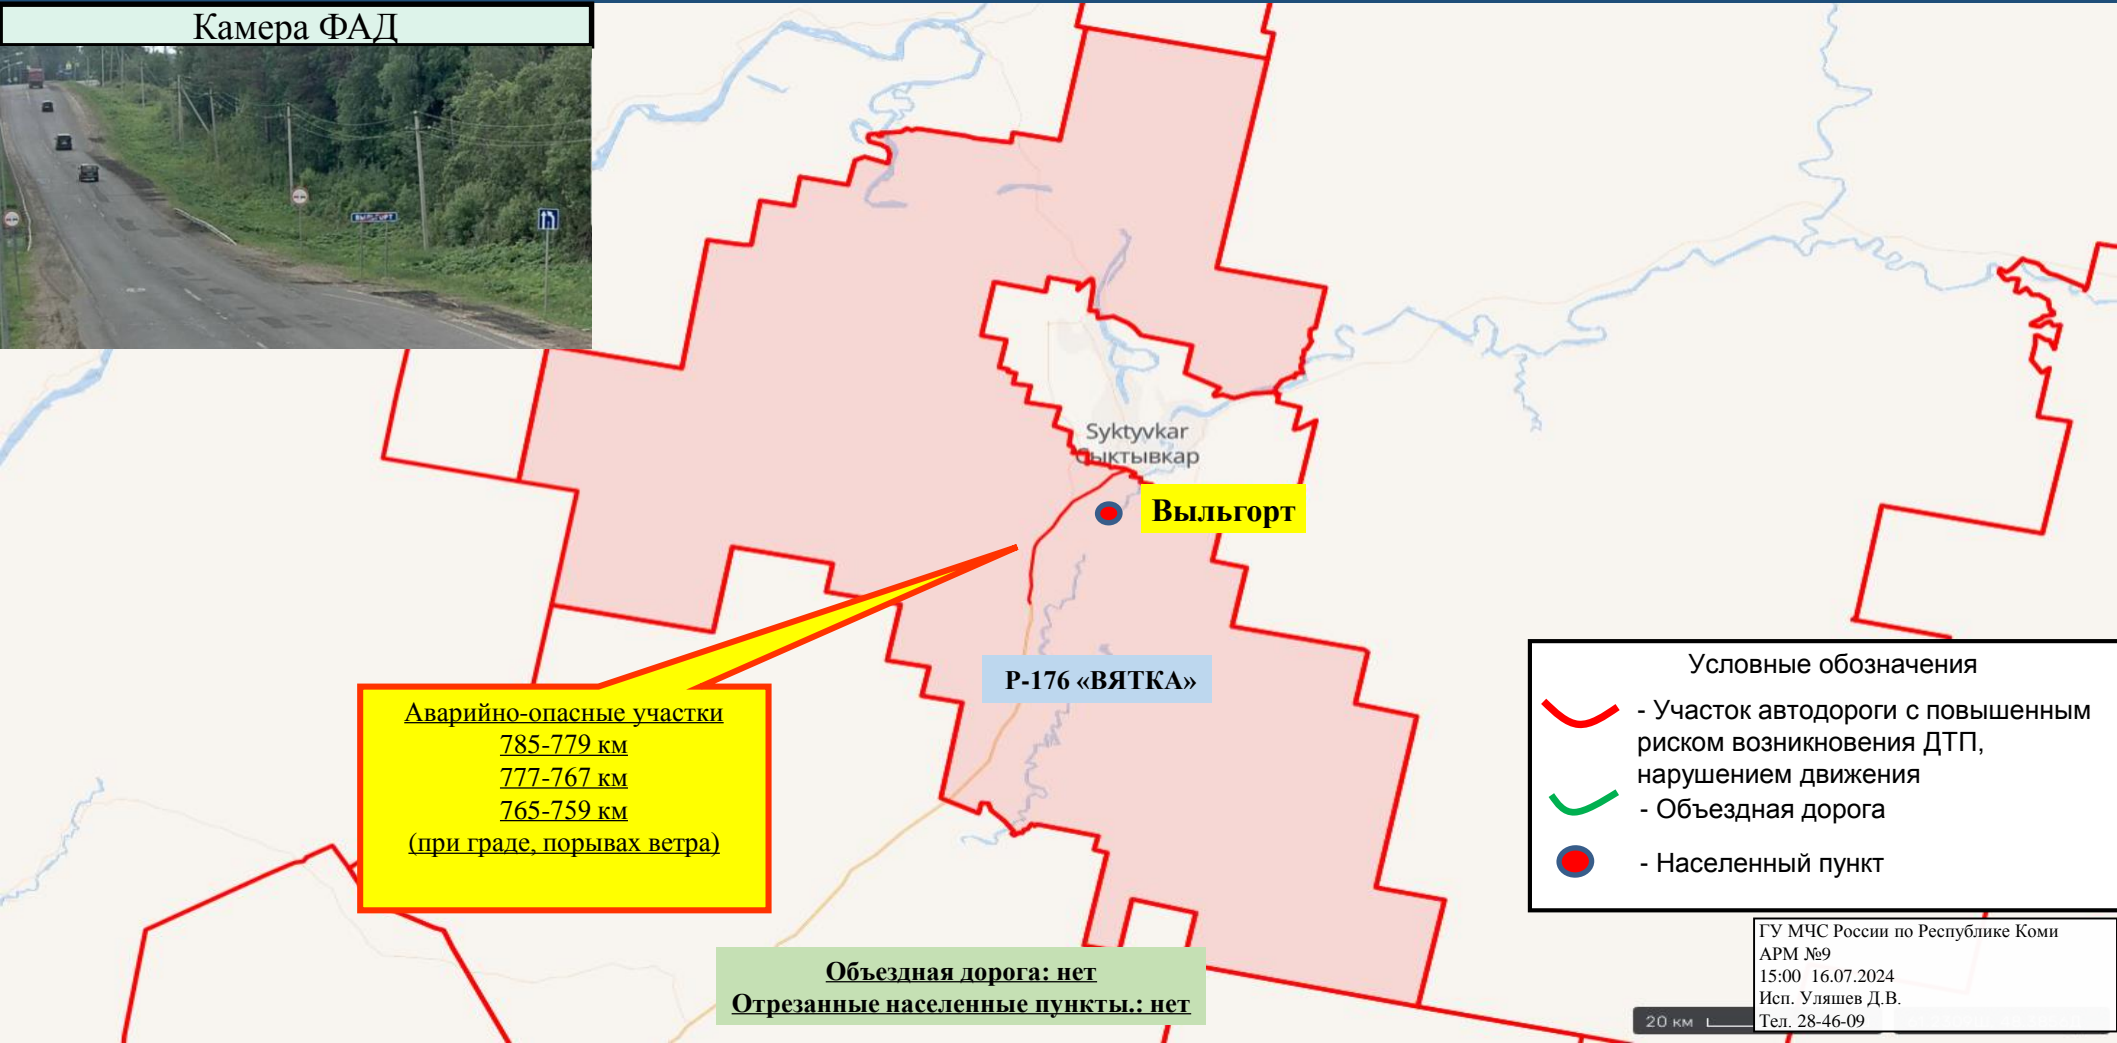 Камера ФАД
ВЫЛЬГОРТ
Syktyvkar
Сыктывкар
Выльгорт
Р-176 «ВЯТКА»
Аварийно-опасные участки
785-779 км
777-767 км
765-759 км
(при граде, порывах ветра)
Условные обозначения
- Участок автодороги с повышенным
риском возникновения ДТП,
нарушением движения
- Объездная дорога
- Населенный пункт
Объездная дорога: нет
Отрезанные населенные пункты.: нет
ГУ МЧС России по Республике Коми
АРМ №9
15:00 16.07.2024
Исп. Уляшев Д.В.
Тел. 28-46-09
20 км